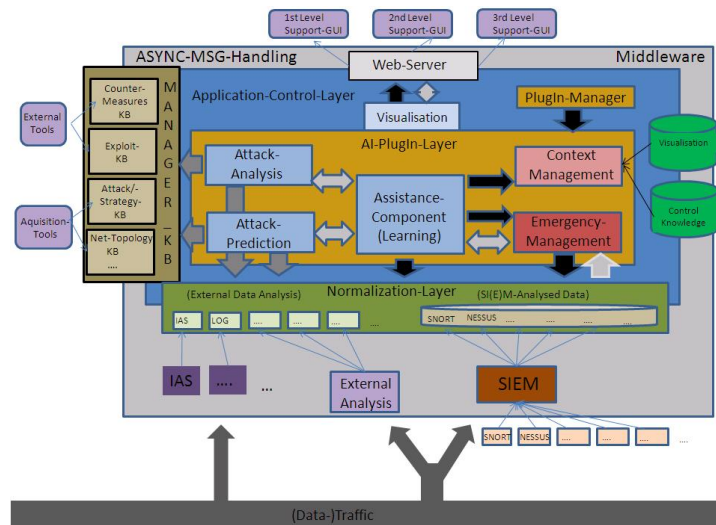 1st Level
Support-GUI
2nd Level
Support-GUI
3rd Level
Support-GUI
ASYNC-MSG-Handling
Middleware
Web-Server
Application-Control-Layer
Visualisation
PlugIn-Manager
AI-PlugIn-Layer
MANAGER_KB
Counter-
Measures
KB
Exploit-
KB
Attack/-
Strategy-
KB
Net-Topology
KB
....
External
Tools
Aquisition-
Tools
Attack-
Analysis
Attack-
Prediction
Assistance-
Component
(Learning)
Context
Management
Emergency-
Management
Visualisation
Control
Knowledge
Normalization-Layer
(External Data Analysis)
(SI(E)M-Analysed Data)
IAS
LOG
....
....
....
....
SNORT
NESSUS
....
....
....
....
IAS
....
...
External
Analysis
SIEM
SNORT
NESSUS
....
....
....
....
(Data-)Traffic